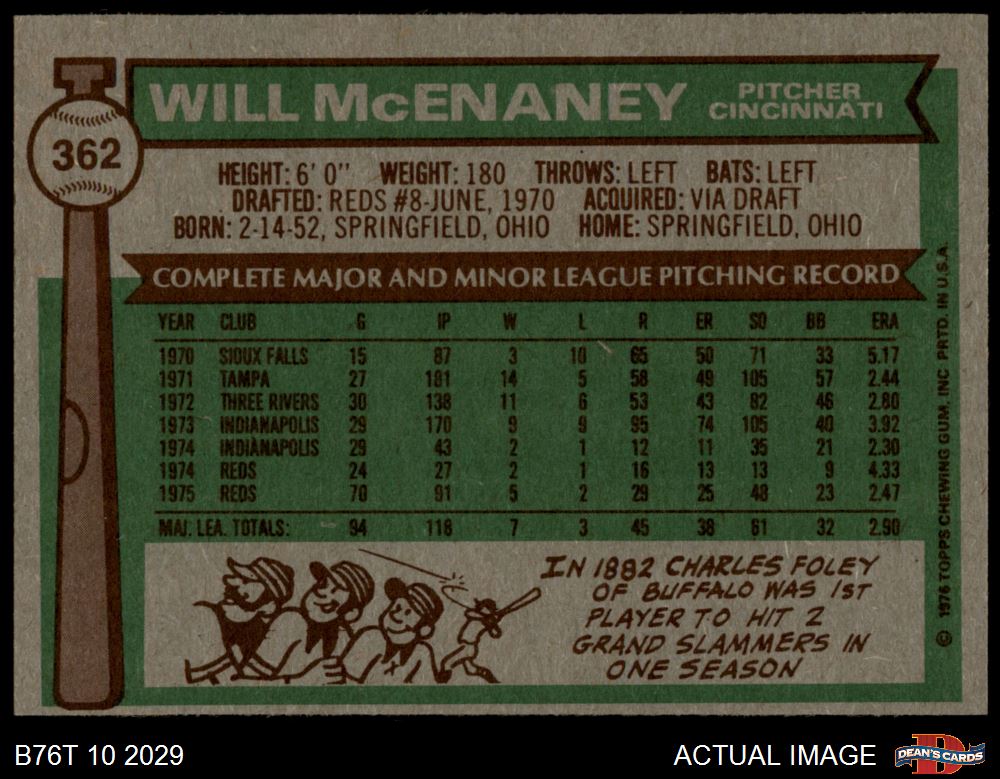 WILL McENANEY
PITCHER
CINCINNATI
362
HEIGHT: 6' 0" WEIGHT: 180 THROWS: LEFT BATS: LEFT
DRAFTED: REDS #8-JUNE, 1970 ACQUIRED: VIA DRAFT
BORN: 2-14-52, SPRINGFIELD, OHIO HOME: SPRINGFIELD, OHIO
COMPLETE MAJOR AND MINOR LEAGUE PITCHING RECORD
YEAR CLUB G IP W L R ER SO BB ERA
1970 SIOUX FALLS 15 87 3 10 65 50 71 33 5.17
1971 TAMPA 27 181 14 5 58 49 105 57 2.44
1972 THREE RIVERS 30 138 11 6 53 43 82 46 2.80
1973 INDIANAPOLIS 29 170 9 9 95 74 105 40 3.92
1974 INDIANAPOLIS 29 43 2 1 12 11 35 21 2.30
1974 REDS 24 27 2 1 16 13 13 9 4.33
1975 REDS 70 91 5 2 29 25 48 23 2.47
MAJ. LEA. TOTALS: 94 118 7 3 45 38 61 32 2.90
IN 1882 CHARLES FOLEY
OF BUFFALO WAS 1ST
PLAYER TO HIT 2
GRAND SLAMMERS IN
ONE SEASON
© 1976 TOPPS CHEWING GUM, INC. PRTD. IN U.S.A.
B76T 10 2029
ACTUAL IMAGE
DEAN'S CARDS